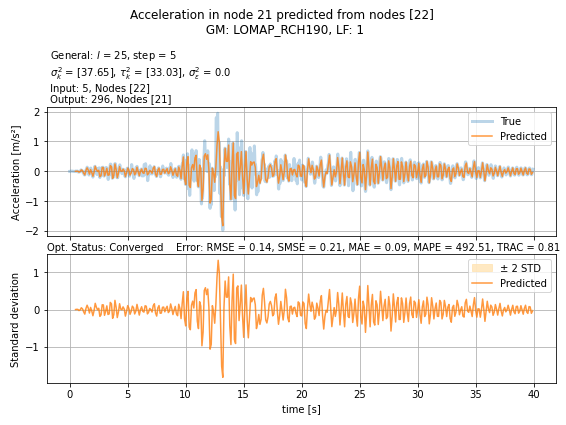 Acceleration in node 21 predicted from nodes [22]
GM: LOMAP_RCH190, LF: 1
General: l = 25, step = 5
σ²ₖ = [37.65], τ²ₖ = [33.03], σ²ε = 0.0
Input: 5, Nodes [22]
Output: 296, Nodes [21]
Acceleration [m/s²]
2
1
0
−1
−2
True
Predicted
Opt. Status: Converged Error: RMSE = 0.14, SMSE = 0.21, MAE = 0.09, MAPE = 492.51, TRAC = 0.81
Standard deviation
1
0
−1
± 2 STD
Predicted
0 5 10 15 20 25 30 35 40
time [s]